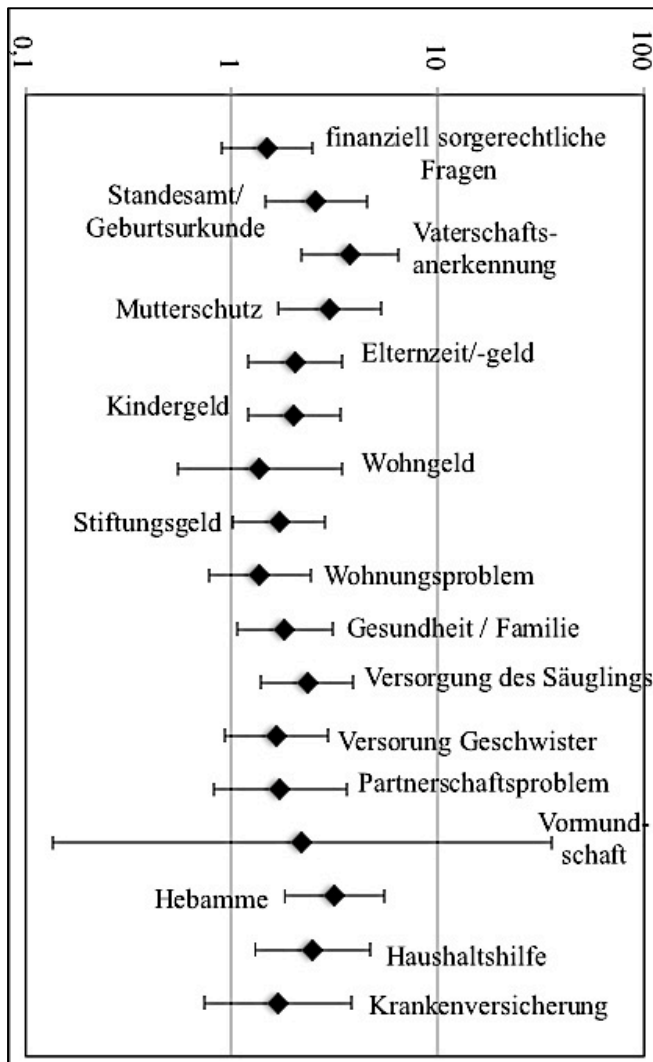 0,1 1 10 100
finanziell sorgerechtliche
Fragen
Standesamt/
Geburtsurkunde
Vaterschafts-
anerkennung
Mutterschutz
Elternzeit/-geld
Kindergeld
Wohngeld
Stiftungsgeld
Wohnungsproblem
Gesundheit / Familie
Versorgung des Säuglings
Versorung Geschwister
Partnerschaftsproblem
Vormund-
schaft
Hebamme
Haushaltshilfe
Krankenversicherung